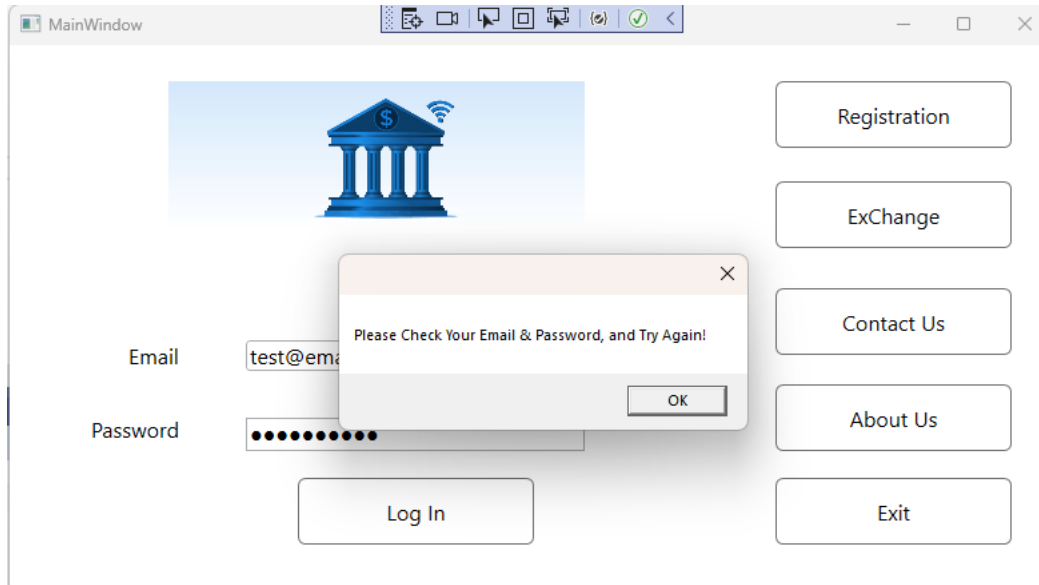 MainWindow
$
Registration
ExChange
Please Check Your Email & Password, and Try Again!
Contact Us
Email
test@ema
OK
About Us
Password
Log In
Exit